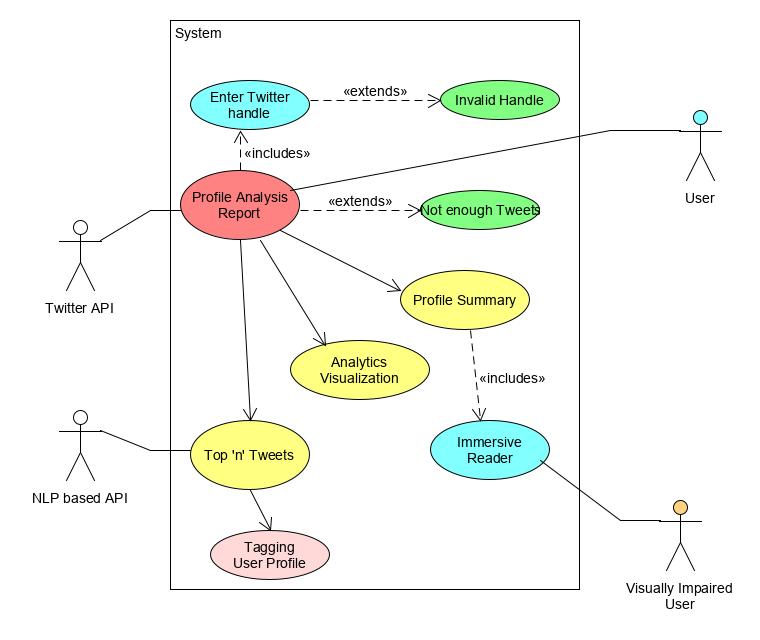 System
Enter Twitter
handle
«extends»
Invalid Handle
«includes»
Profile Analysis
Report
«extends»
Not enough Tweets
User
Twitter API
Profile Summary
Analytics
Visualization
«includes»
Top 'n' Tweets
Immersive
Reader
NLP based API
Tagging
User Profile
Visually Impaired
User